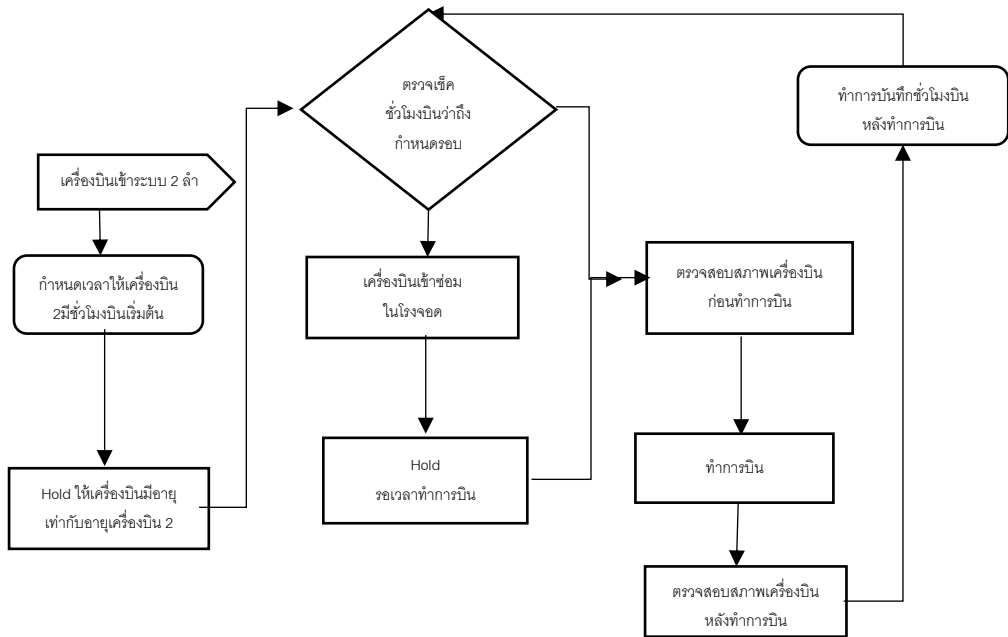 ตรวจเช็ค
ชั่วโมงบินว่าถึง
กำหนดรอบ
ทำการบันทึกชั่วโมงบิน
หลังทำการบิน
เครื่องบินเข้าระบบ 2 ลำ
กำหนดเวลาให้เครื่องบิน
2มีชั่วโมงบินเริ่มต้น
เครื่องบินเข้าซ่อม
ในโรงจอด
ตรวจสอบสภาพเครื่องบิน
ก่อนทำการบิน
Hold ให้เครื่องบินมีอายุ
เท่ากับอายุเครื่องบิน 2
Hold
รอเวลาทำการบิน
ทำการบิน
ตรวจสอบสภาพเครื่องบิน
หลังทำการบิน